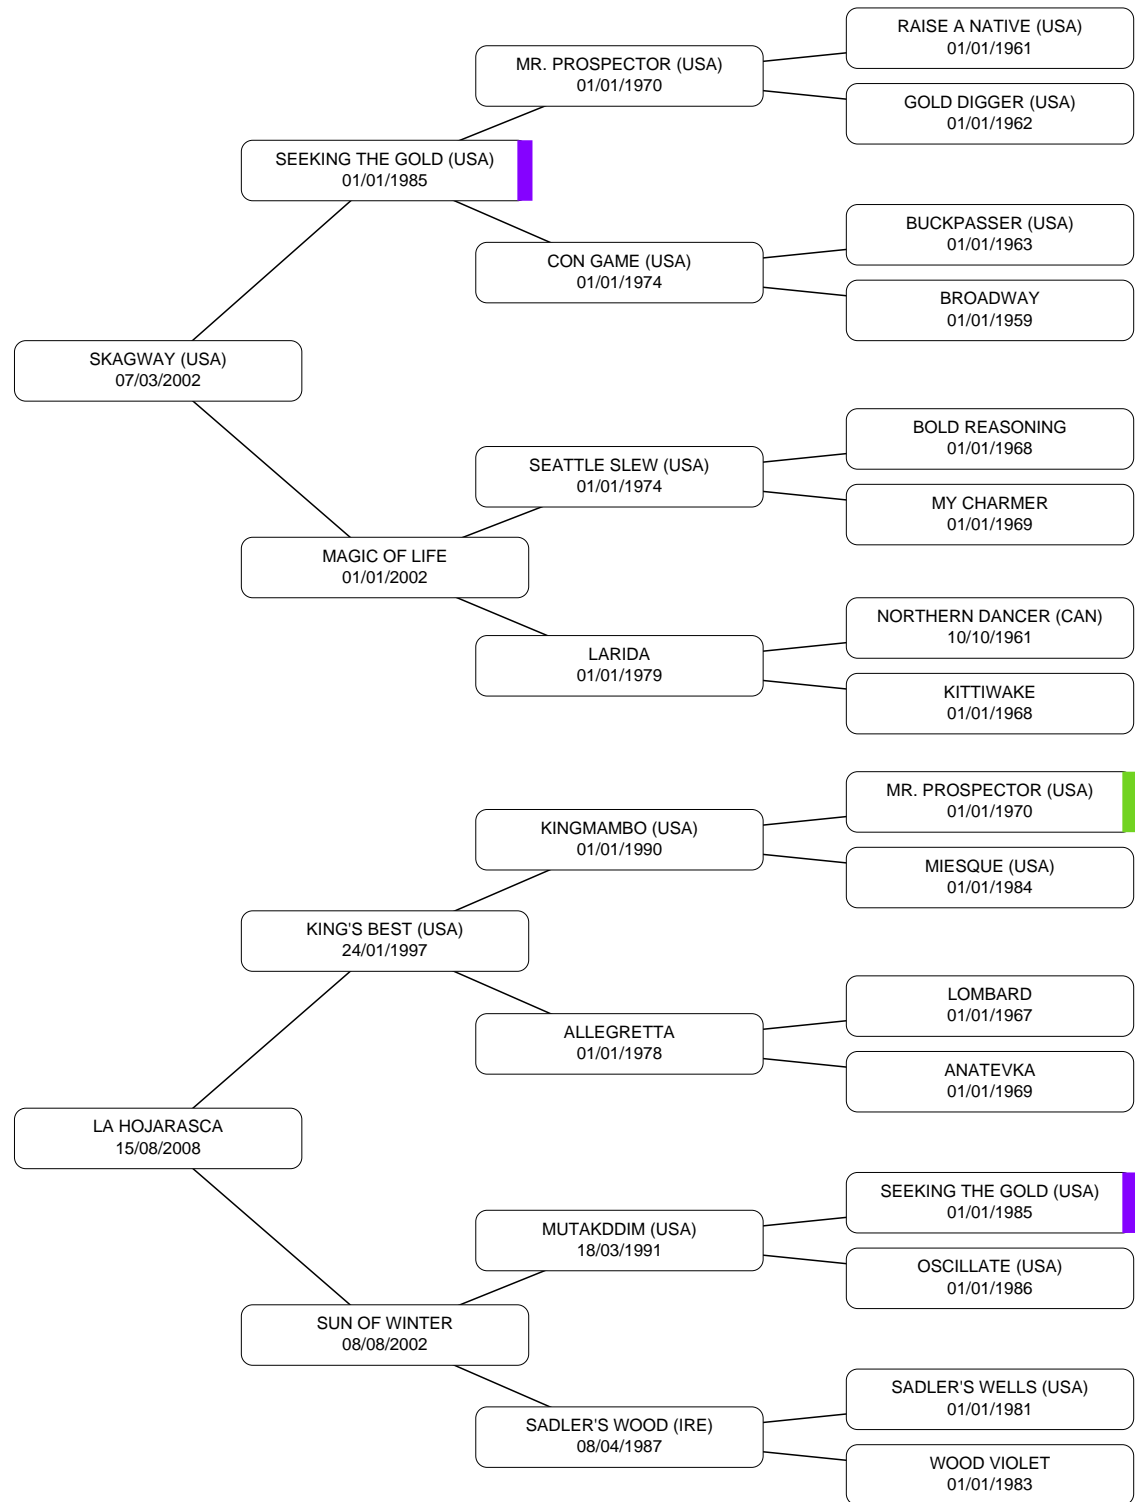 RAISE A NATIVE (USA)
01/01/1961
MR. PROSPECTOR (USA)
01/01/1970
GOLD DIGGER (USA)
01/01/1962
SEEKING THE GOLD (USA)
01/01/1985
BUCKPASSER (USA)
01/01/1963
CON GAME (USA)
01/01/1974
BROADWAY
01/01/1959
SKAGWAY (USA)
07/03/2002
BOLD REASONING
01/01/1968
SEATTLE SLEW (USA)
01/01/1974
MY CHARMER
01/01/1969
MAGIC OF LIFE
01/01/2002
NORTHERN DANCER (CAN)
10/10/1961
LARIDA
01/01/1979
KITTIWAKE
01/01/1968
MR. PROSPECTOR (USA)
01/01/1970
KINGMAMBO (USA)
01/01/1990
MIESQUE (USA)
01/01/1984
KING'S BEST (USA)
24/01/1997
LOMBARD
01/01/1967
ALLEGRETTA
01/01/1978
ANATEVKA
01/01/1969
LA HOJARASCA
15/08/2008
SEEKING THE GOLD (USA)
01/01/1985
MUTAKDDIM (USA)
18/03/1991
OSCILLATE (USA)
01/01/1986
SUN OF WINTER
08/08/2002
SADLER'S WELLS (USA)
01/01/1981
SADLER'S WOOD (IRE)
08/04/1987
WOOD VIOLET
01/01/1983